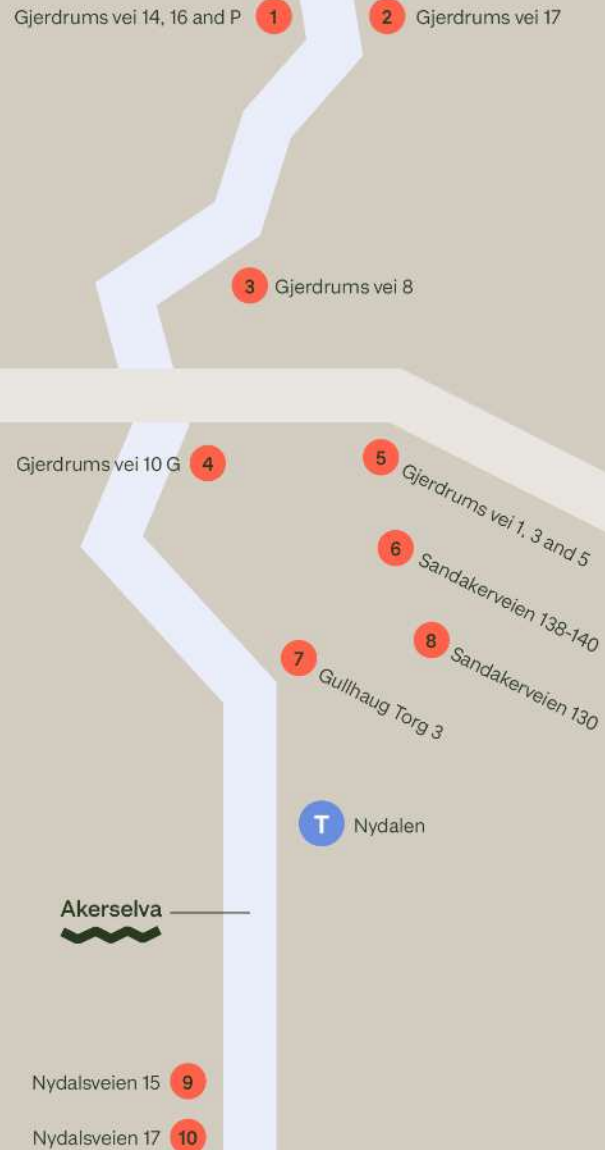 Gjerdrums vei 14, 16 and P 1
2 Gjerdrums vei 17
3 Gjerdrums vei 8
Gjerdrums vei 10 G 4
5 Gjerdrums vei 1, 3 and 5
6 Sandakerveien 138-140
8 Sandakerveien 130
7 Gullhaug Torg 3
T Nydalen
Akerselva
Nydalsveien 15 9
Nydalsveien 17 10